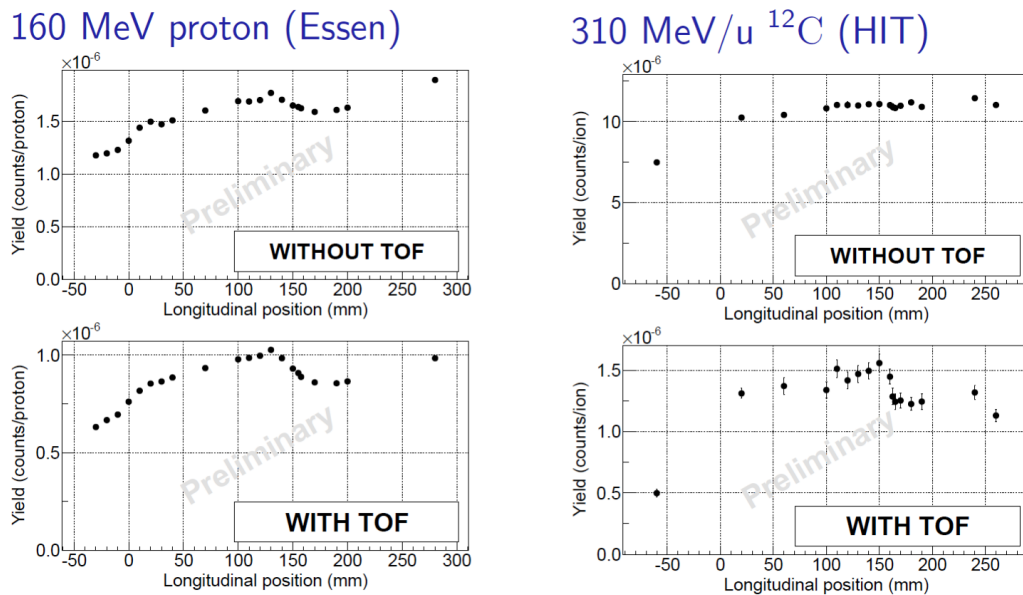 160 MeV proton (Essen)
310 MeV/u ¹²C (HIT)
×10⁻⁶
Yield (counts/proton)
1.5
1.0
0.5
0.0
Preliminary
WITHOUT TOF
-50 0 50 100 150 200 250 300
Longitudinal position (mm)
×10⁻⁶
Yield (counts/ion)
10
5
0
Preliminary
WITHOUT TOF
-50 0 50 100 150 200 250
Longitudinal position (mm)
×10⁻⁶
Yield (counts/proton)
1.0
0.5
0.0
Preliminary
WITH TOF
-50 0 50 100 150 200 250 300
Longitudinal position (mm)
×10⁻⁶
Yield (counts/ion)
1.5
1.0
0.5
0.0
Preliminary
WITH TOF
-50 0 50 100 150 200 250
Longitudinal position (mm)